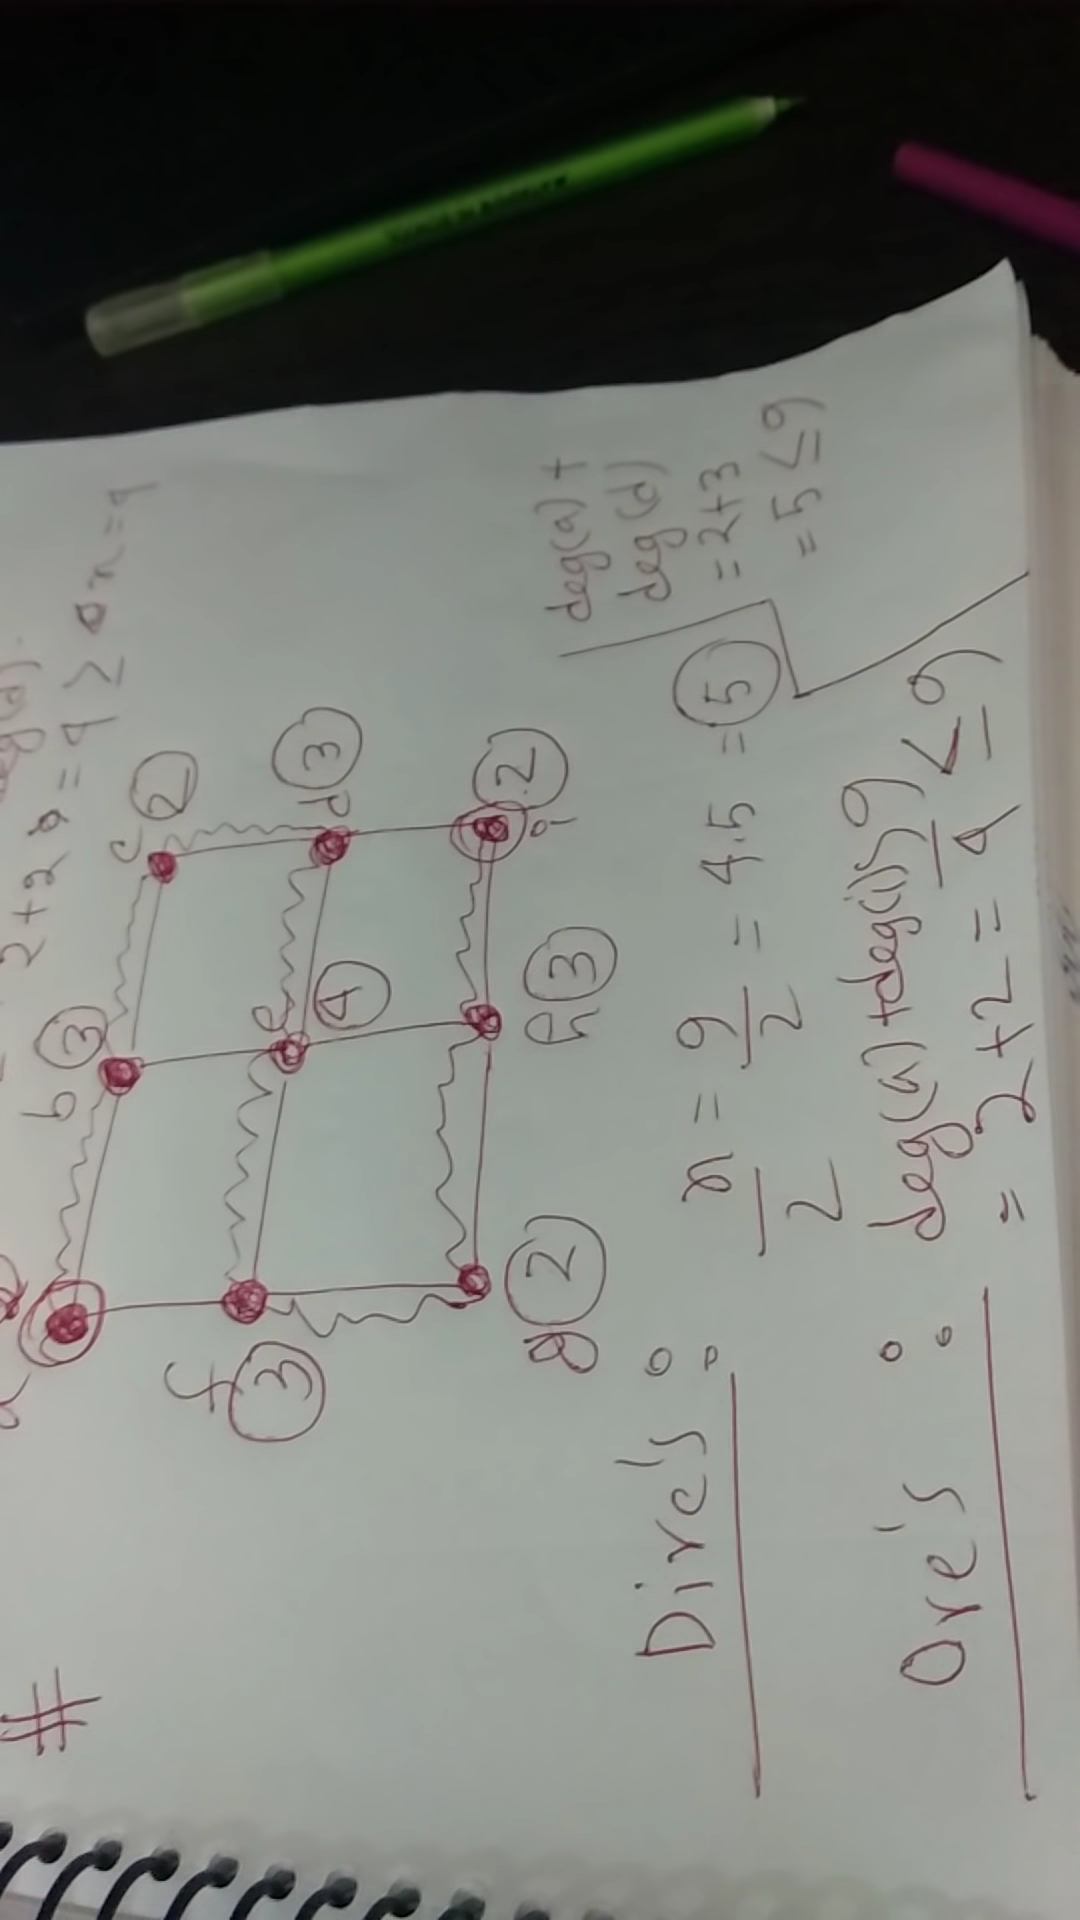 2+2 = 4 ≥ n=9
a
b ③
c ②
f
③
e
④
d ③
g ②
h ③
i ②
Dirc's : n/2 = 9/2 = 4.5 = ⑤
Ore's : deg(a)+deg(i) ≤ 9
= 2+2 = 4 ≤ 9
deg(a) +
deg(d)
= 2+3
= 5 ≤ 9
#